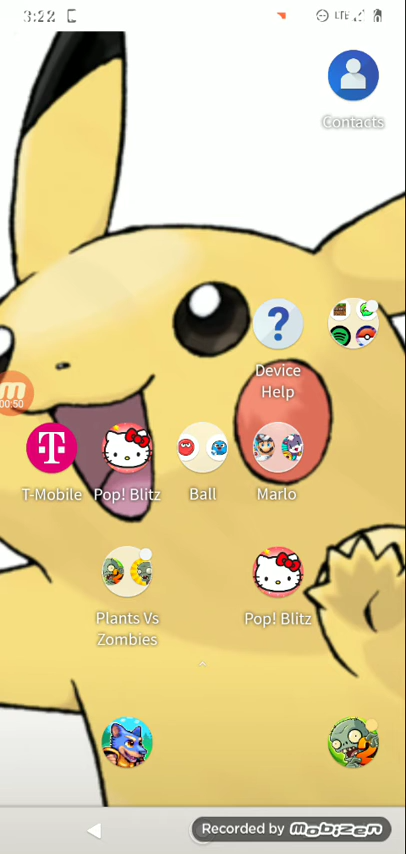 3:22
LTE
Contacts
Device
Help
m
00:50
T
T-Mobile
Pop! Blitz
Ball
Marlo
Plants Vs
Zombies
Pop! Blitz
Recorded by Mobizen